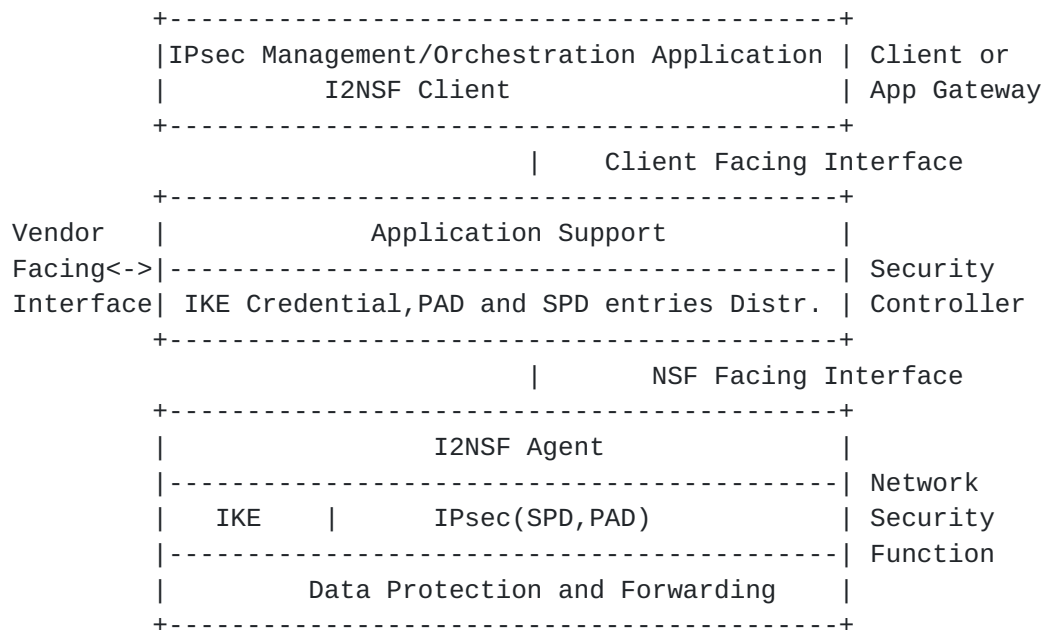 +-------------------------------------------+
|IPsec Management/Orchestration Application | Client or
|          I2NSF Client                     | App Gateway
+-------------------------------------------+
|    Client Facing Interface
+-------------------------------------------+
Vendor   |             Application Support           |
Facing<->|-------------------------------------------| Security
Interface| IKE Credential,PAD and SPD entries Distr. | Controller
+-------------------------------------------+
|       NSF Facing Interface
+-------------------------------------------+
|                 I2NSF Agent               |
|-------------------------------------------| Network
|   IKE    |      IPsec(SPD,PAD)            | Security
|-------------------------------------------| Function
|         Data Protection and Forwarding    |
+-------------------------------------------+